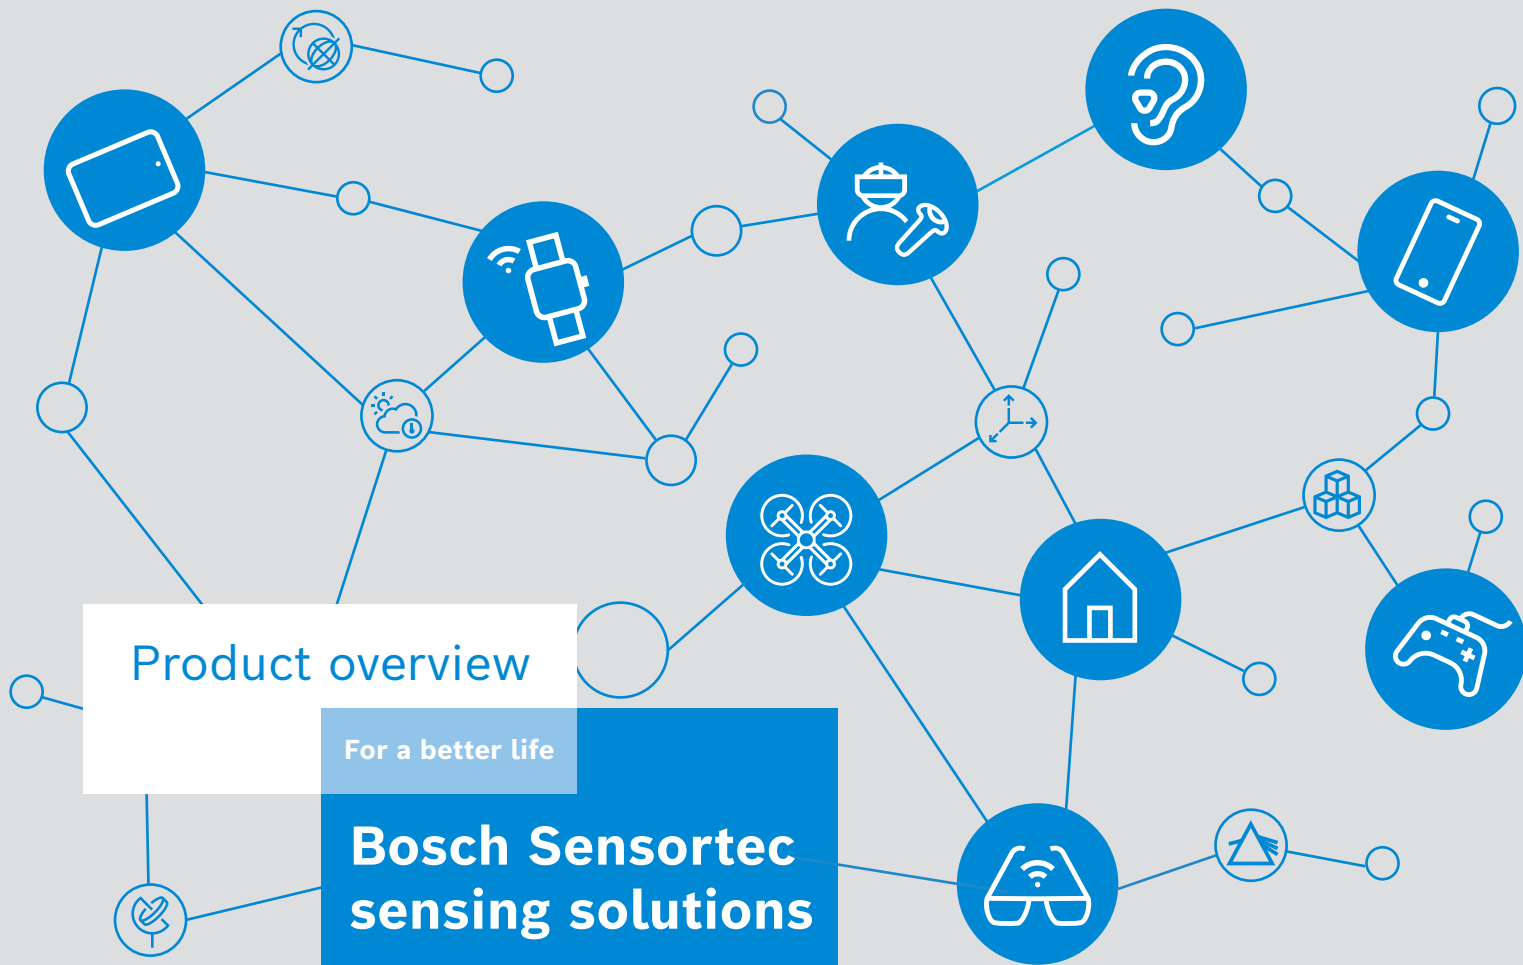 Product overview
For a better life
Bosch Sensortec
sensing solutions